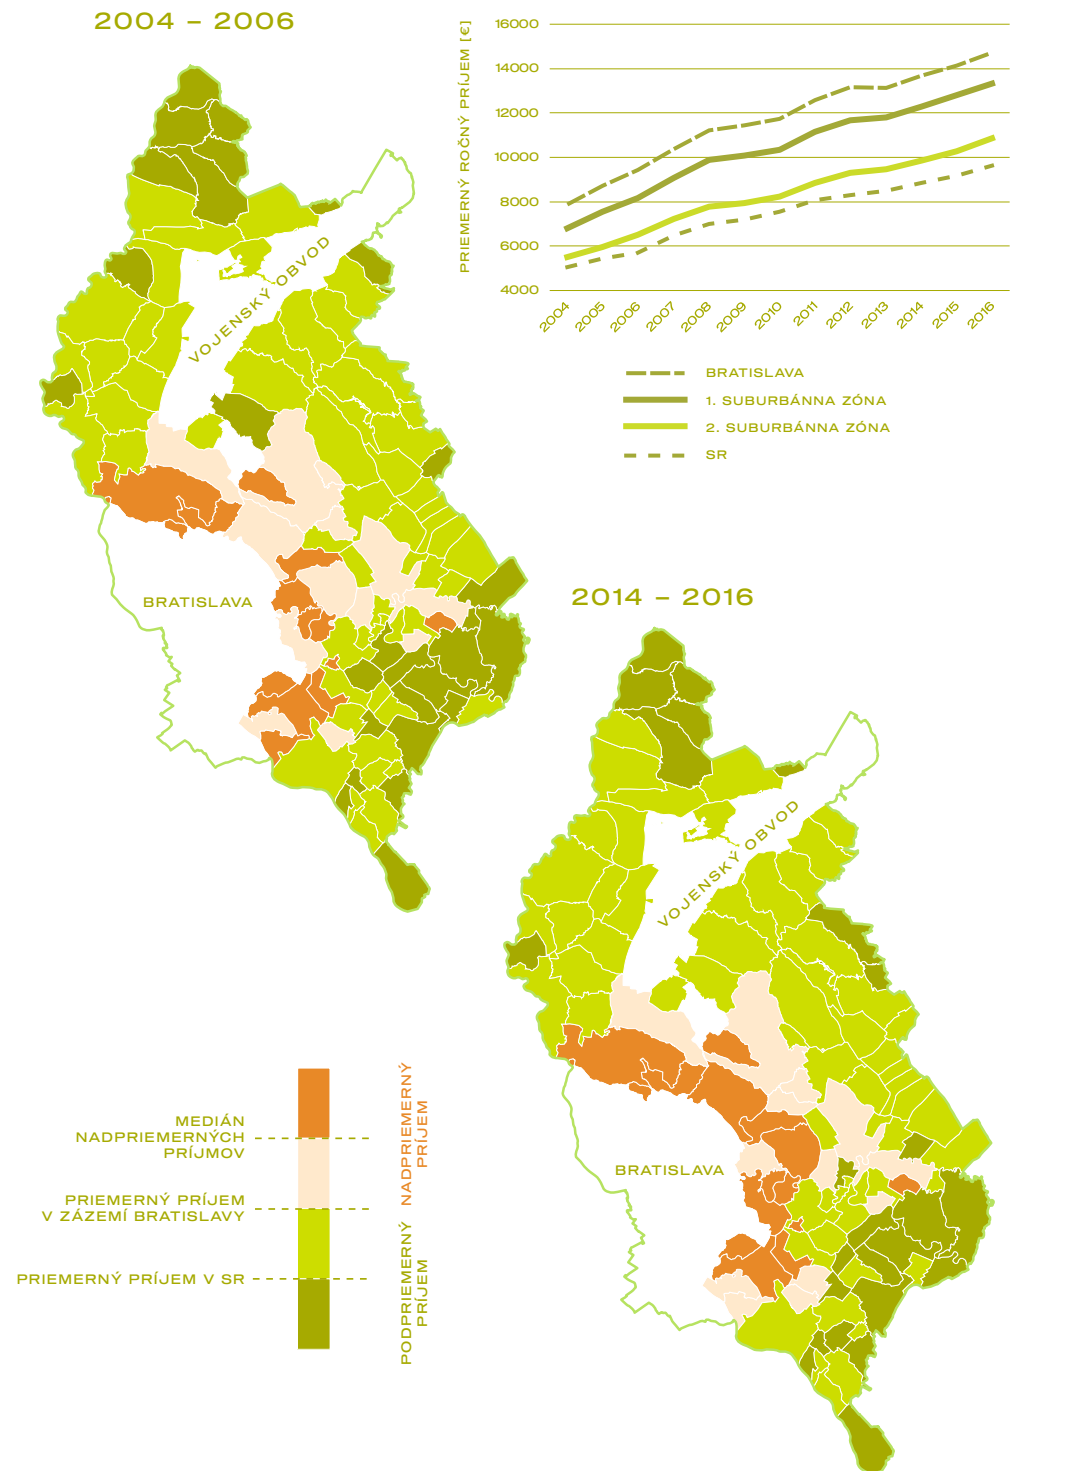 2004 – 2006
PRIEMERNÝ ROČNÝ PRÍJEM [€]
16000
14000
12000
10000
8000
6000
4000
2004 2005 2006 2007 2008 2009 2010 2011 2012 2013 2014 2015 2016
BRATISLAVA
1. SUBURBÁNNA ZÓNA
2. SUBURBÁNNA ZÓNA
SR
VOJENSKÝ OBVOD
BRATISLAVA
2014 – 2016
VOJENSKÝ OBVOD
BRATISLAVA
MEDIÁN
NADPRIEMERNÝCH
PRÍJMOV
PRIEMERNÝ PRÍJEM
V ZÁZEMÍ BRATISLAVY
PRIEMERNÝ PRÍJEM V SR
NADPRIEMERNÝ
PRÍJEM
PODPRIEMERNÝ
PRÍJEM